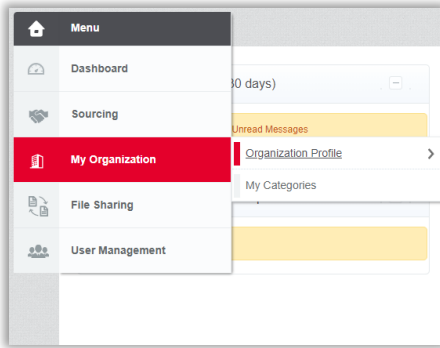 Menu
Dashboard
30 days)
Sourcing
Unread Messages
My Organization
Organization Profile
My Categories
File Sharing
User Management